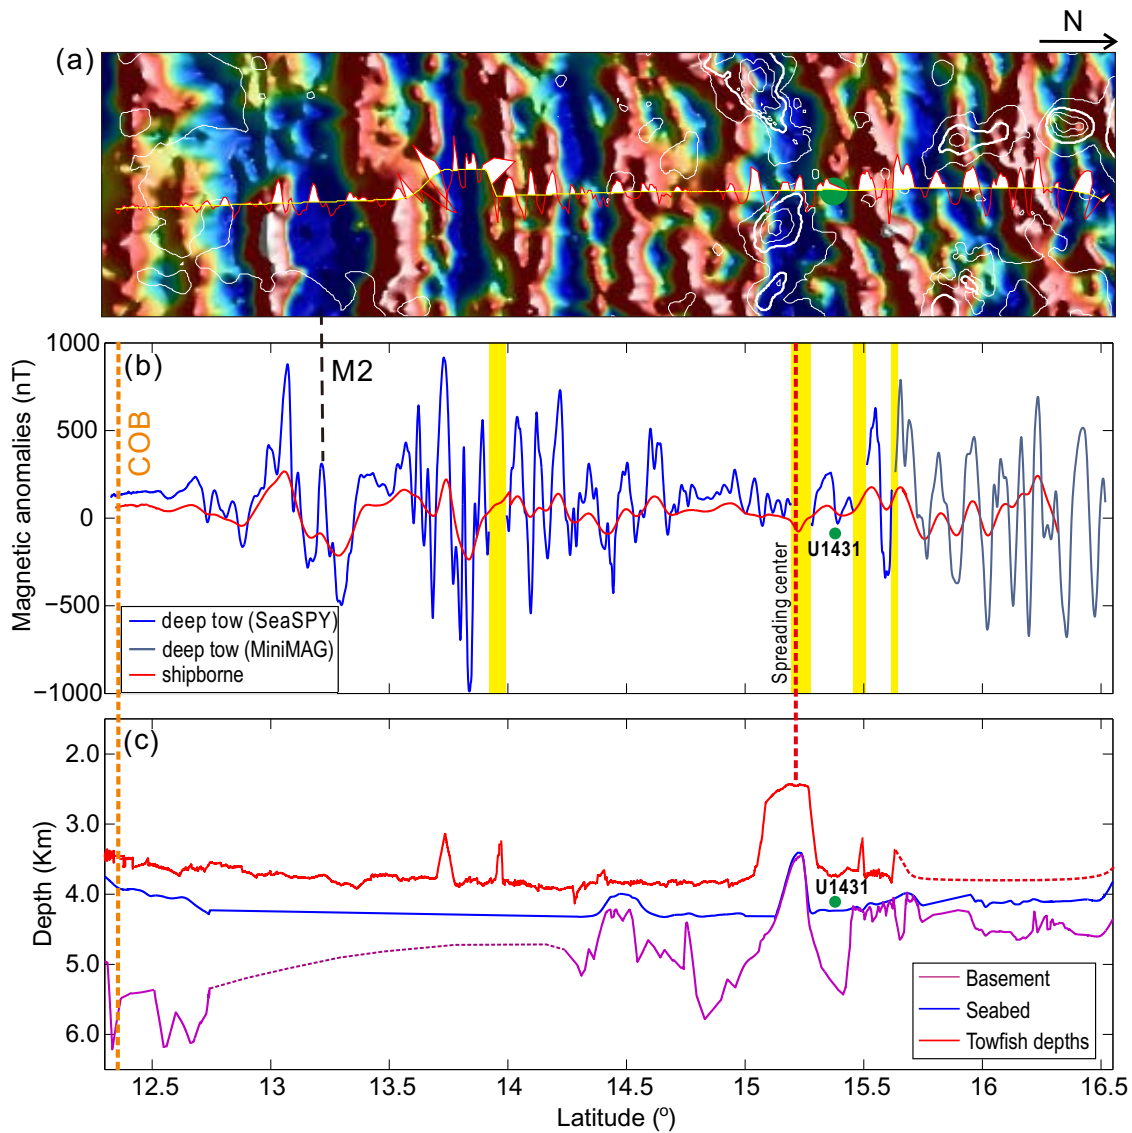 N
(a)
(b)
M2
COB
1000
500
0
−500
−1000
Magnetic anomalies (nT)
U1431
Spreading center
deep tow (SeaSPY)
deep tow (MiniMAG)
shipborne
(c)
2.0
3.0
4.0
5.0
6.0
Depth (Km)
U1431
Basement
Seabed
Towfish depths
12.5 13 13.5 14 14.5 15 15.5 16 16.5
Latitude (º)